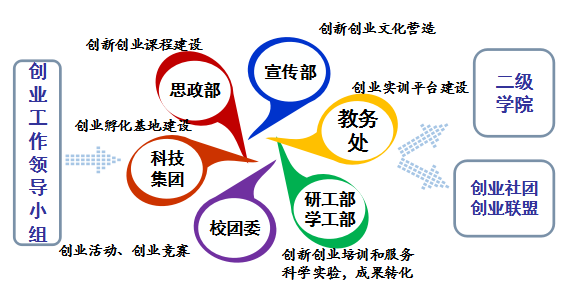 创新创业文化营造
创新创业课程建设
宣传部
思政部
创业实训平台建设
二级
学院
创业工作领导小组
教务
处
创业孵化基地建设
科技
集团
创业社团
创业联盟
研工部
学工部
校团委
创业活动、创业竞赛
创新创业培训和服务
科学实验，成果转化